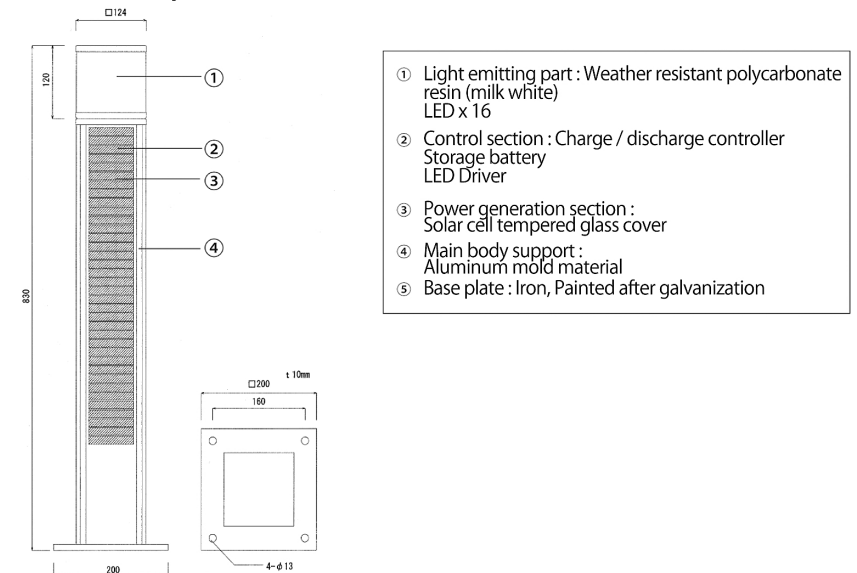 □124
120
①
②
③
④
830
200
t 10mm
□200
160
4-φ13
① Light emitting part : Weather resistant polycarbonate
resin (milk white)
LED x 16
② Control section : Charge / discharge controller
Storage battery
LED Driver
③ Power generation section :
Solar cell tempered glass cover
④ Main body support :
Aluminum mold material
⑤ Base plate : Iron, Painted after galvanization